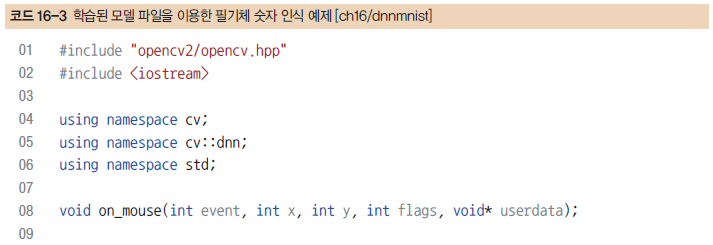 코드 16-3 학습된 모델 파일을 이용한 필기체 숫자 인식 예제 [ch16/dnnmnist]
01 #include "opencv2/opencv.hpp"
02 #include <iostream>
03
04 using namespace cv;
05 using namespace cv::dnn;
06 using namespace std;
07
08 void on_mouse(int event, int x, int y, int flags, void* userdata);
09